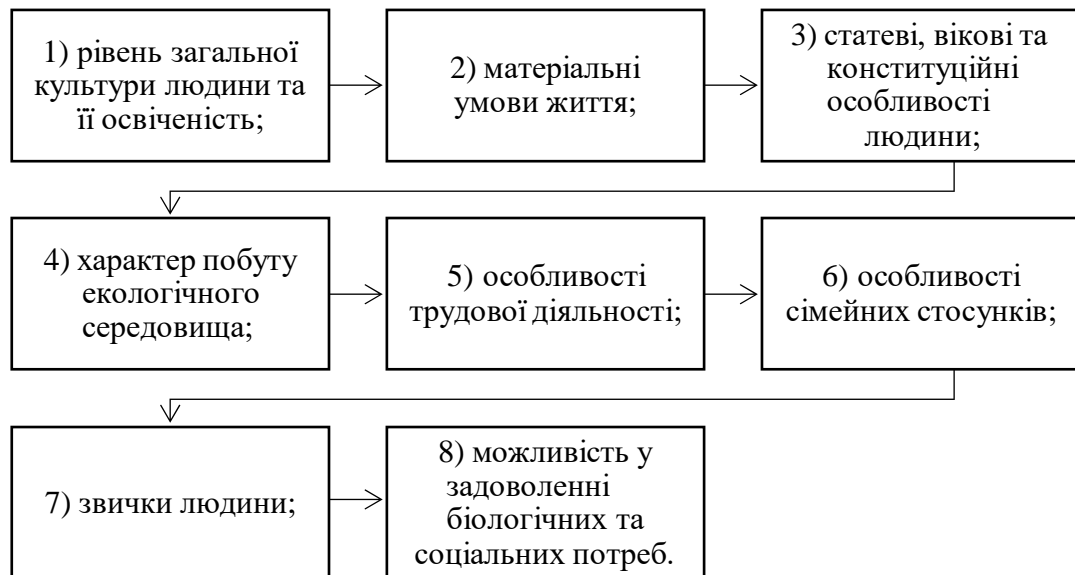 1) рівень загальної
культури людини та
її освіченість;
2) матеріальні
умови життя;
3) статеві, вікові та
конституційні
особливості
людини;
4) характер побуту
екологічного
середовища;
5) особливості
трудової діяльності;
6) особливості
сімейних стосунків;
7) звички людини;
8) можливість у
задоволенні
біологічних та
соціальних потреб.